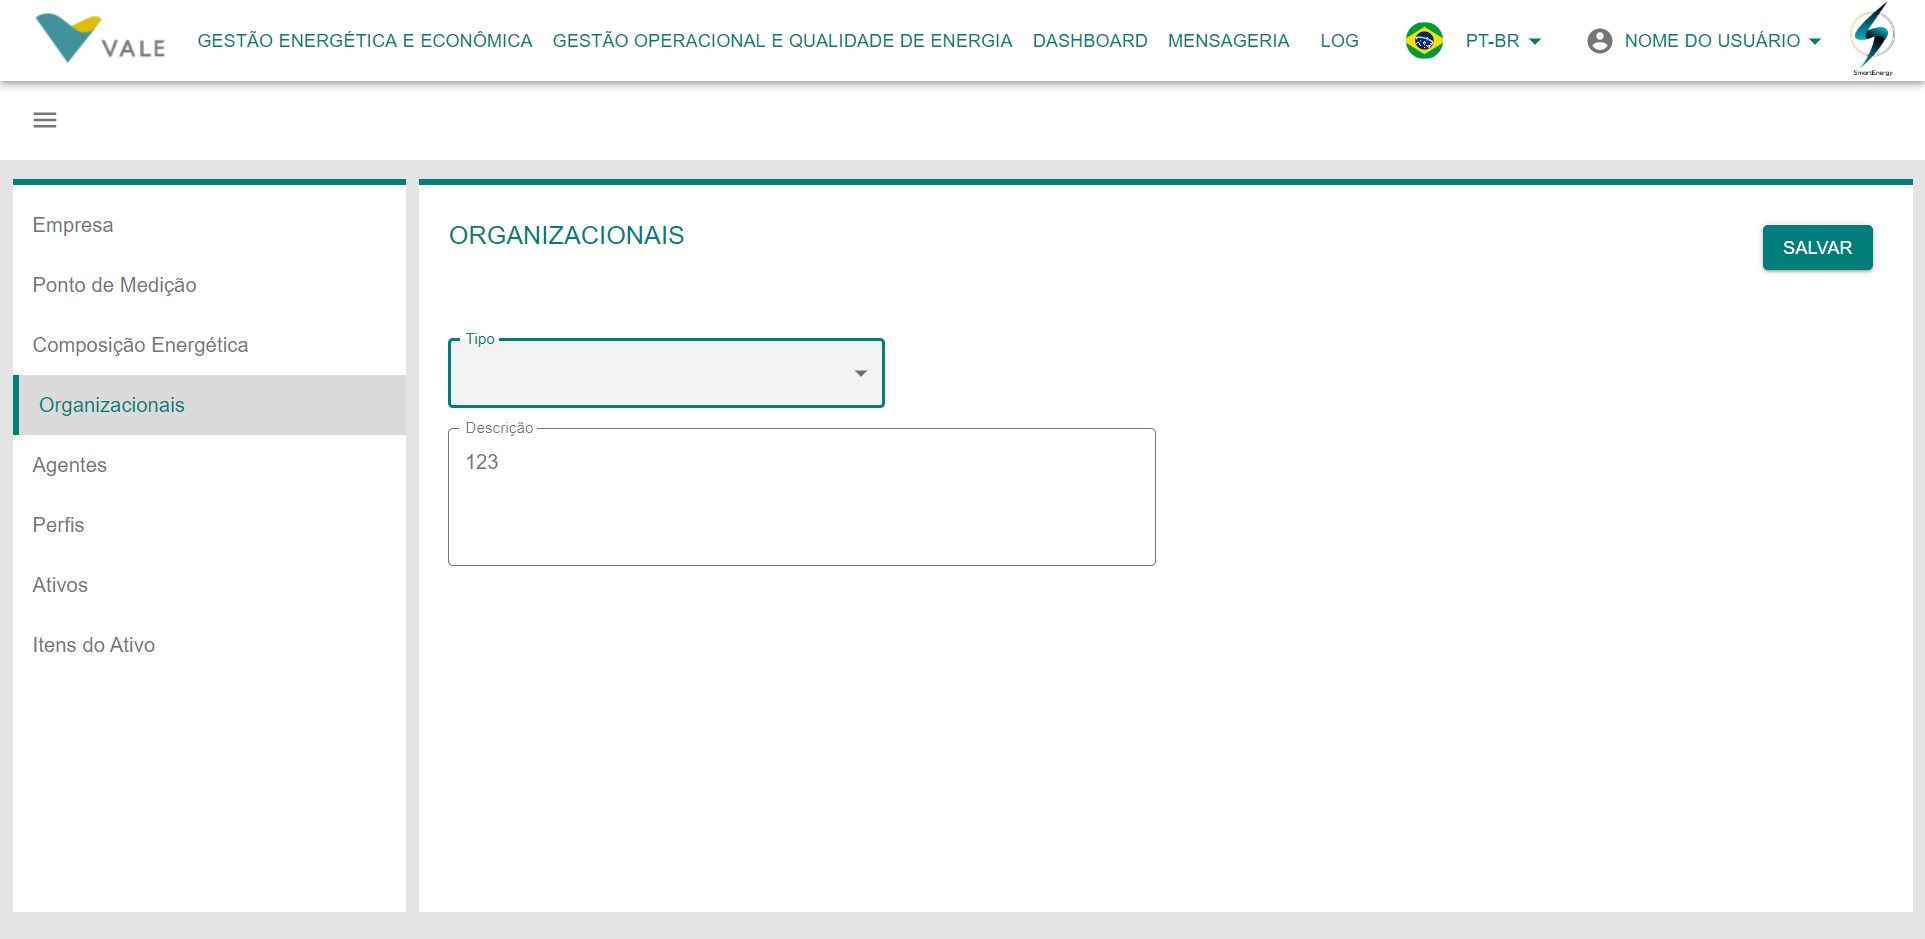 VALE
GESTÃO ENERGÉTICA E ECONÔMICA GESTÃO OPERACIONAL E QUALIDADE DE ENERGIA DASHBOARD MENSAGERIA LOG PT-BR NOME DO USUÁRIO
SmartEnergy
Empresa
Ponto de Medição
Composição Energética
Organizacionais
Agentes
Perfis
Ativos
Itens do Ativo
ORGANIZACIONAIS
SALVAR
Tipo
Descrição
123